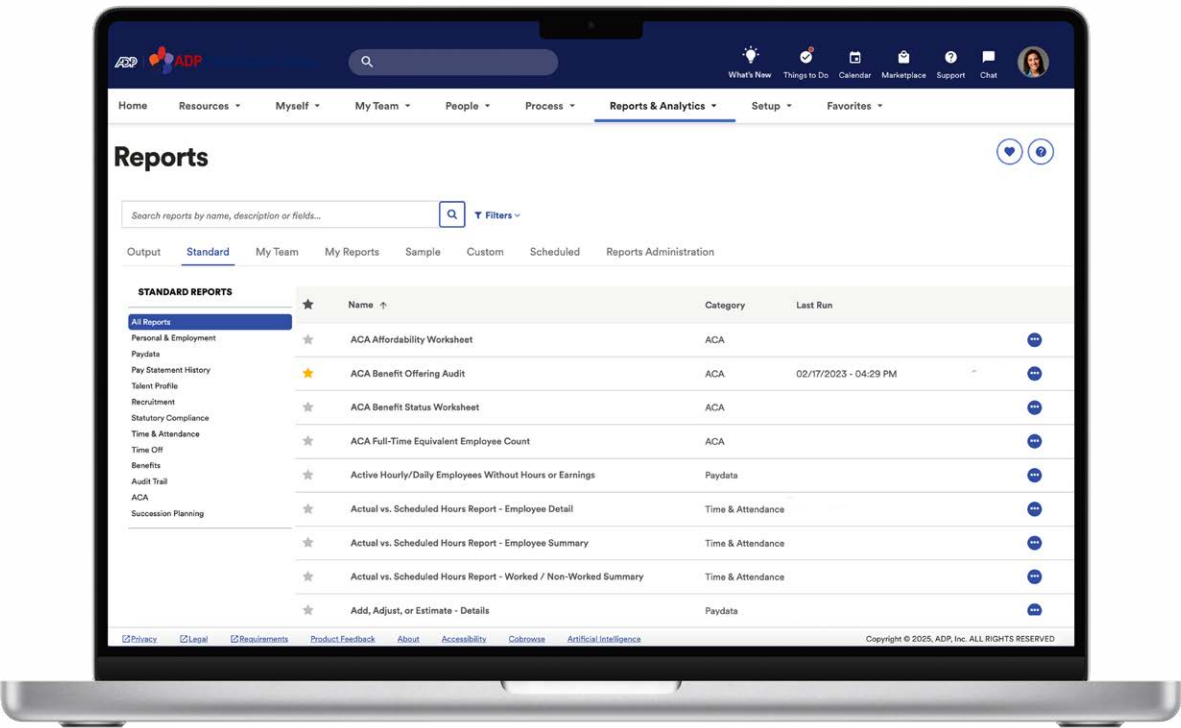 ADP ADP
What's New Things to Do Calendar Marketplace Support Chat
Home Resources Myself My Team People Process Reports & Analytics Setup Favorites
Reports
Search reports by name, description or fields... Filters
Output Standard My Team My Reports Sample Custom Scheduled Reports Administration
STANDARD REPORTS
All Reports
Personal & Employment
Paydata
Pay Statement History
Talent Profile
Recruitment
Statutory Compliance
Time & Attendance
Time Off
Benefits
Audit Trail
ACA
Succession Planning
Name Category Last Run
ACA Affordability Worksheet ACA
ACA Benefit Offering Audit ACA 02/17/2023 - 04:29 PM
ACA Benefit Status Worksheet ACA
ACA Full-Time Equivalent Employee Count ACA
Active Hourly/Daily Employees Without Hours or Earnings Paydata
Actual vs. Scheduled Hours Report - Employee Detail Time & Attendance
Actual vs. Scheduled Hours Report - Employee Summary Time & Attendance
Actual vs. Scheduled Hours Report - Worked / Non-Worked Summary Time & Attendance
Add, Adjust, or Estimate - Details Paydata
Privacy Legal Requirements Product Feedback About Accessibility Cobrowse Artificial Intelligence Copyright © 2025, ADP, Inc. ALL RIGHTS RESERVED